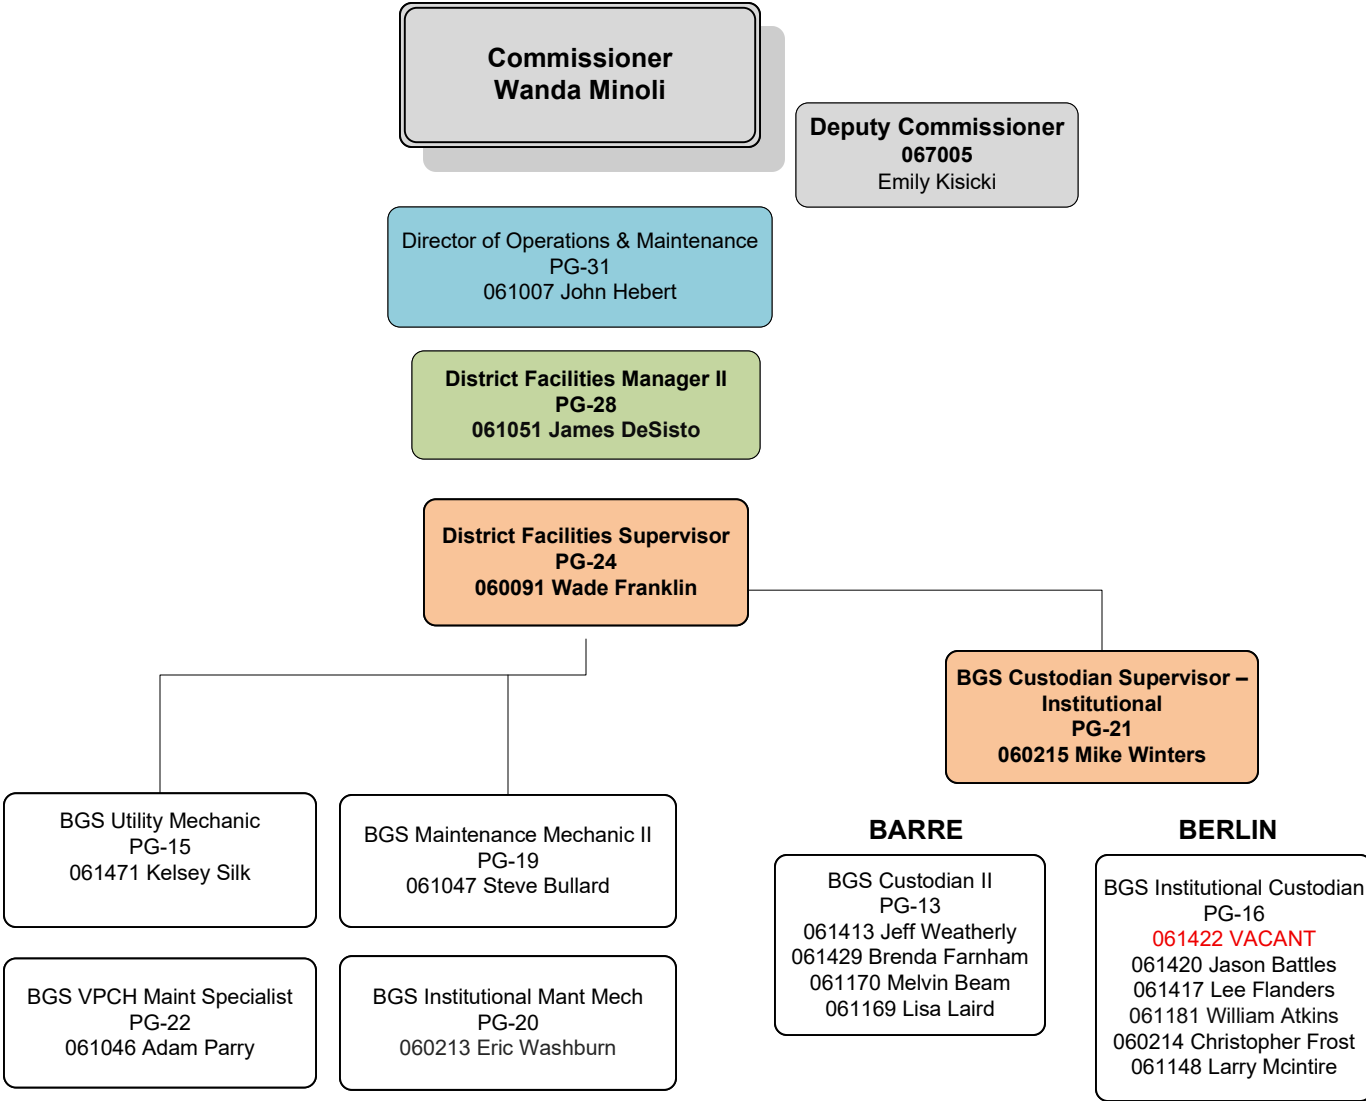 Commissioner
Wanda Minoli
Deputy Commissioner
067005
Emily Kisicki
Director of Operations & Maintenance
PG-31
061007 John Hebert
District Facilities Manager II
PG-28
061051 James DeSisto
District Facilities Supervisor
PG-24
060091 Wade Franklin
BGS Custodian Supervisor –
Institutional
PG-21
060215 Mike Winters
BGS Utility Mechanic
PG-15
061471 Kelsey Silk
BGS Maintenance Mechanic II
PG-19
061047 Steve Bullard
BGS VPCH Maint Specialist
PG-22
061046 Adam Parry
BGS Institutional Mant Mech
PG-20
060213 Eric Washburn
BARRE
BGS Custodian II
PG-13
061413 Jeff Weatherly
061429 Brenda Farnham
061170 Melvin Beam
061169 Lisa Laird
BERLIN
BGS Institutional Custodian
PG-16
061422 VACANT
061420 Jason Battles
061417 Lee Flanders
061181 William Atkins
060214 Christopher Frost
061148 Larry Mcintire